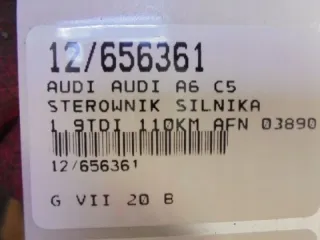 12/656361
AUDI AUDI A6 C5
STEROWNIK SILNIKA
1 9TDI 110KM AFN 03890
12/656361
G VII 20 B